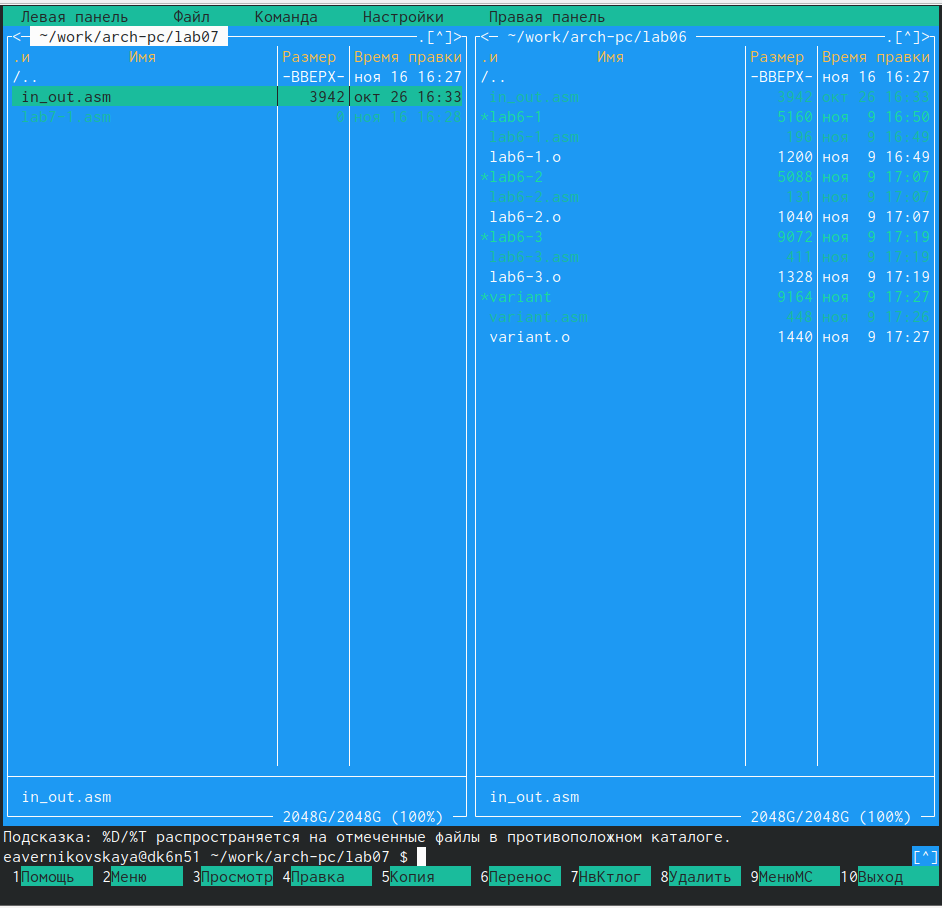 Левая панель Файл Команда Настройки Правая панель
<─ ~/work/arch-pc/lab07 .[^]> <─ ~/work/arch-pc/lab06 .[^]>
.и Имя Размер Время правки .и Имя Размер Время правки
/.. -ВВЕРХ- ноя 16 16:27 /.. -ВВЕРХ- ноя 16 16:27
in_out.asm 3942 окт 26 16:33 in_out.asm 3942 окт 26 16:33
lab7-1.asm 0 ноя 16 16:28 *lab6-1 5160 ноя 9 16:50
lab6-1.asm 196 ноя 9 16:49
lab6-1.o 1200 ноя 9 16:49
*lab6-2 5088 ноя 9 17:07
lab6-2.asm 131 ноя 9 17:07
lab6-2.o 1040 ноя 9 17:07
*lab6-3 9072 ноя 9 17:19
lab6-3.asm 411 ноя 9 17:19
lab6-3.o 1328 ноя 9 17:19
*variant 9164 ноя 9 17:27
variant.asm 448 ноя 9 17:26
variant.o 1440 ноя 9 17:27
in_out.asm in_out.asm
2048G/2048G (100%) 2048G/2048G (100%)
Подсказка: %D/%T распространяется на отмеченные файлы в противоположном каталоге.
eavernikovskaya@dk6n51 ~/work/arch-pc/lab07 $ [^]
1Помощь 2Меню 3Просмотр 4Правка 5Копия 6Перенос 7НвКтлог 8Удалить 9МенюМС 10Выход